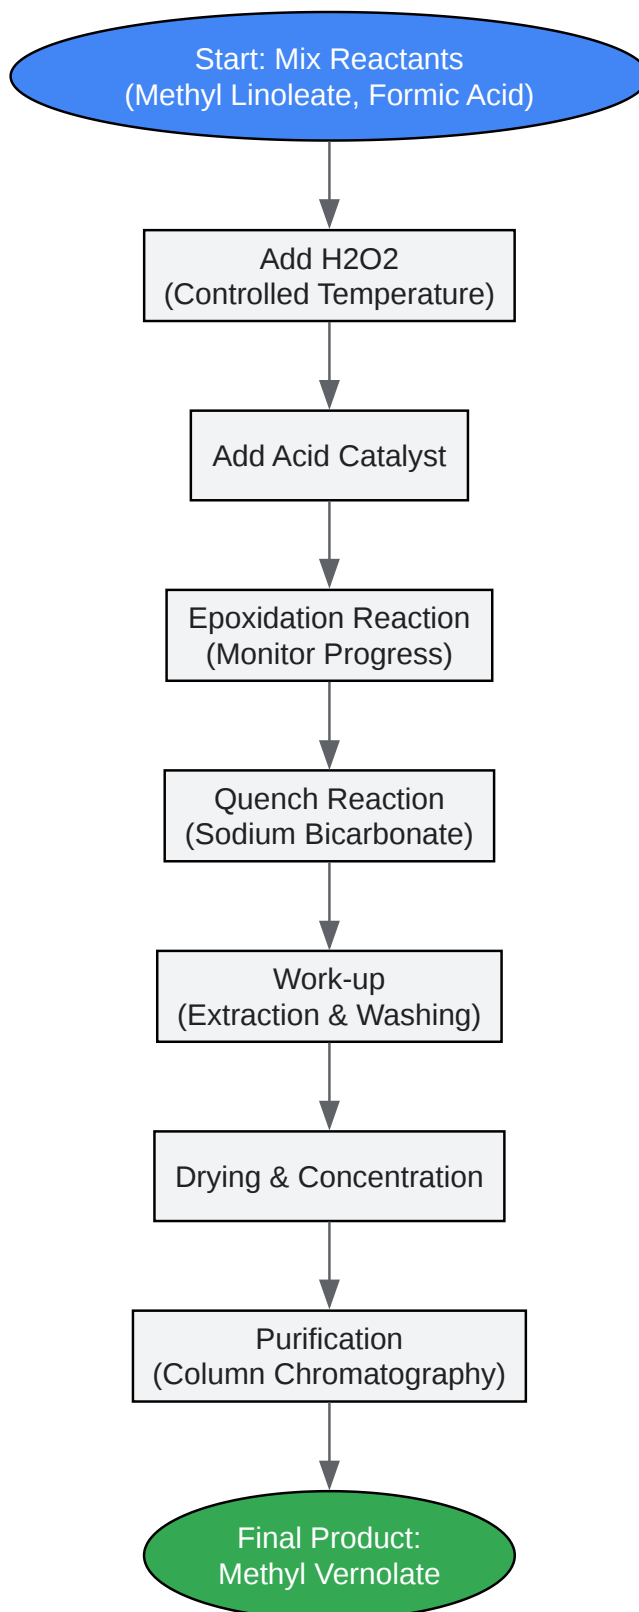 Start: Mix Reactants
(Methyl Linoleate, Formic Acid)
Add H2O2
(Controlled Temperature)
Add Acid Catalyst
Epoxidation Reaction
(Monitor Progress)
Quench Reaction
(Sodium Bicarbonate)
Work-up
(Extraction & Washing)
Drying & Concentration
Purification
(Column Chromatography)
Final Product:
Methyl Vernolate